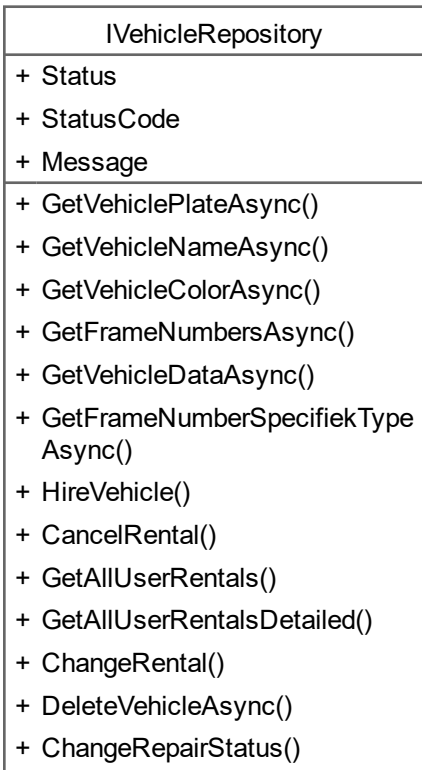 IVehicleRepository
+ Status
+ StatusCode
+ Message
+ GetVehiclePlateAsync()
+ GetVehicleNameAsync()
+ GetVehicleColorAsync()
+ GetFrameNumbersAsync()
+ GetVehicleDataAsync()
+ GetFrameNumberSpecifiekType
Async()
+ HireVehicle()
+ CancelRental()
+ GetAllUserRentals()
+ GetAllUserRentalsDetailed()
+ ChangeRental()
+ DeleteVehicleAsync()
+ ChangeRepairStatus()